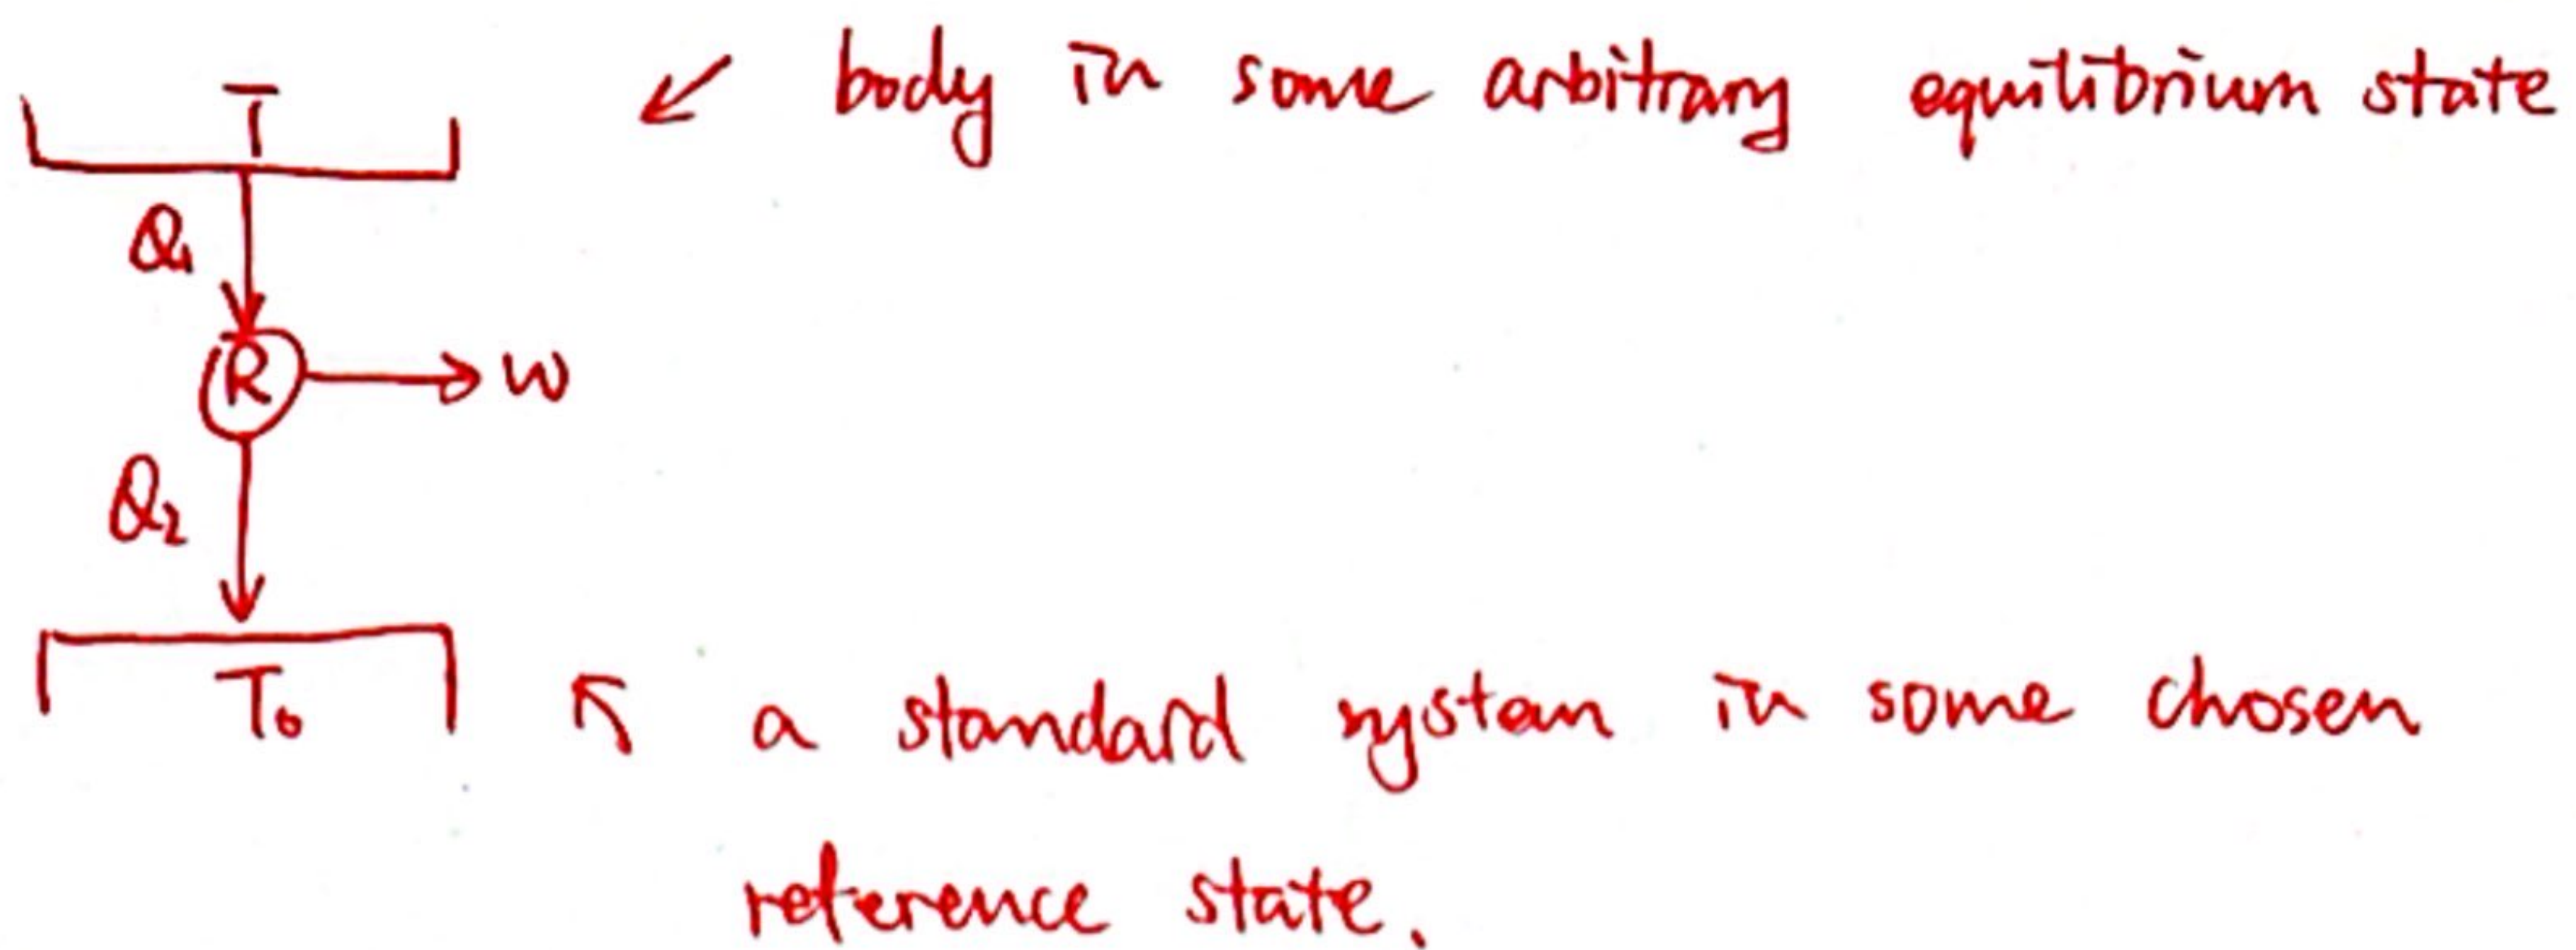 T
body in some arbitrary equilibrium state
Q₁
R
W
Q₂
T₀
a standard system in some chosen
reference state.